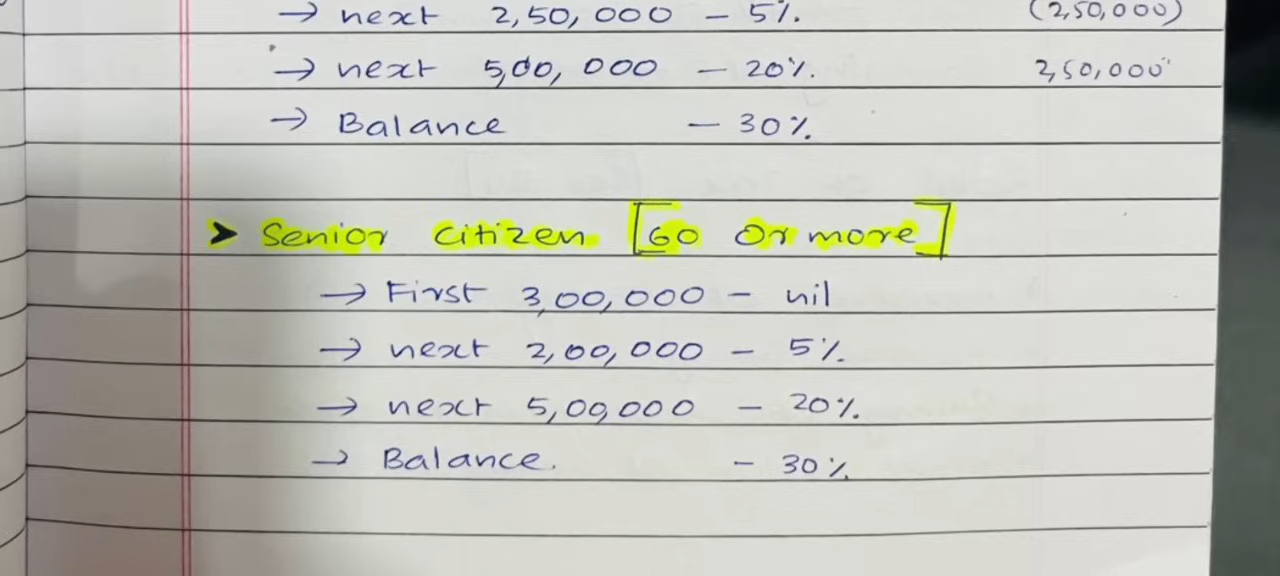 → next 2,50,000 - 5%. (2,50,000)
→ next 5,00,000 - 20%. 2,50,000
→ Balance - 30%
➤ Senior Citizen [60 Or more]
→ First 3,00,000 - nil
→ next 2,00,000 - 5%.
→ next 5,00,000 - 20%.
→ Balance. - 30%